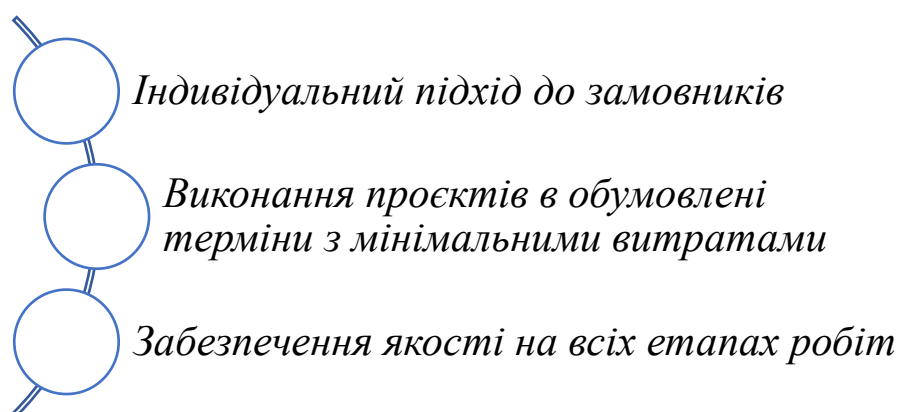 Індивідуальний підхід до замовників
Виконання проєктів в обумовлені
терміни з мінімальними витратами
Забезпечення якості на всіх етапах робіт